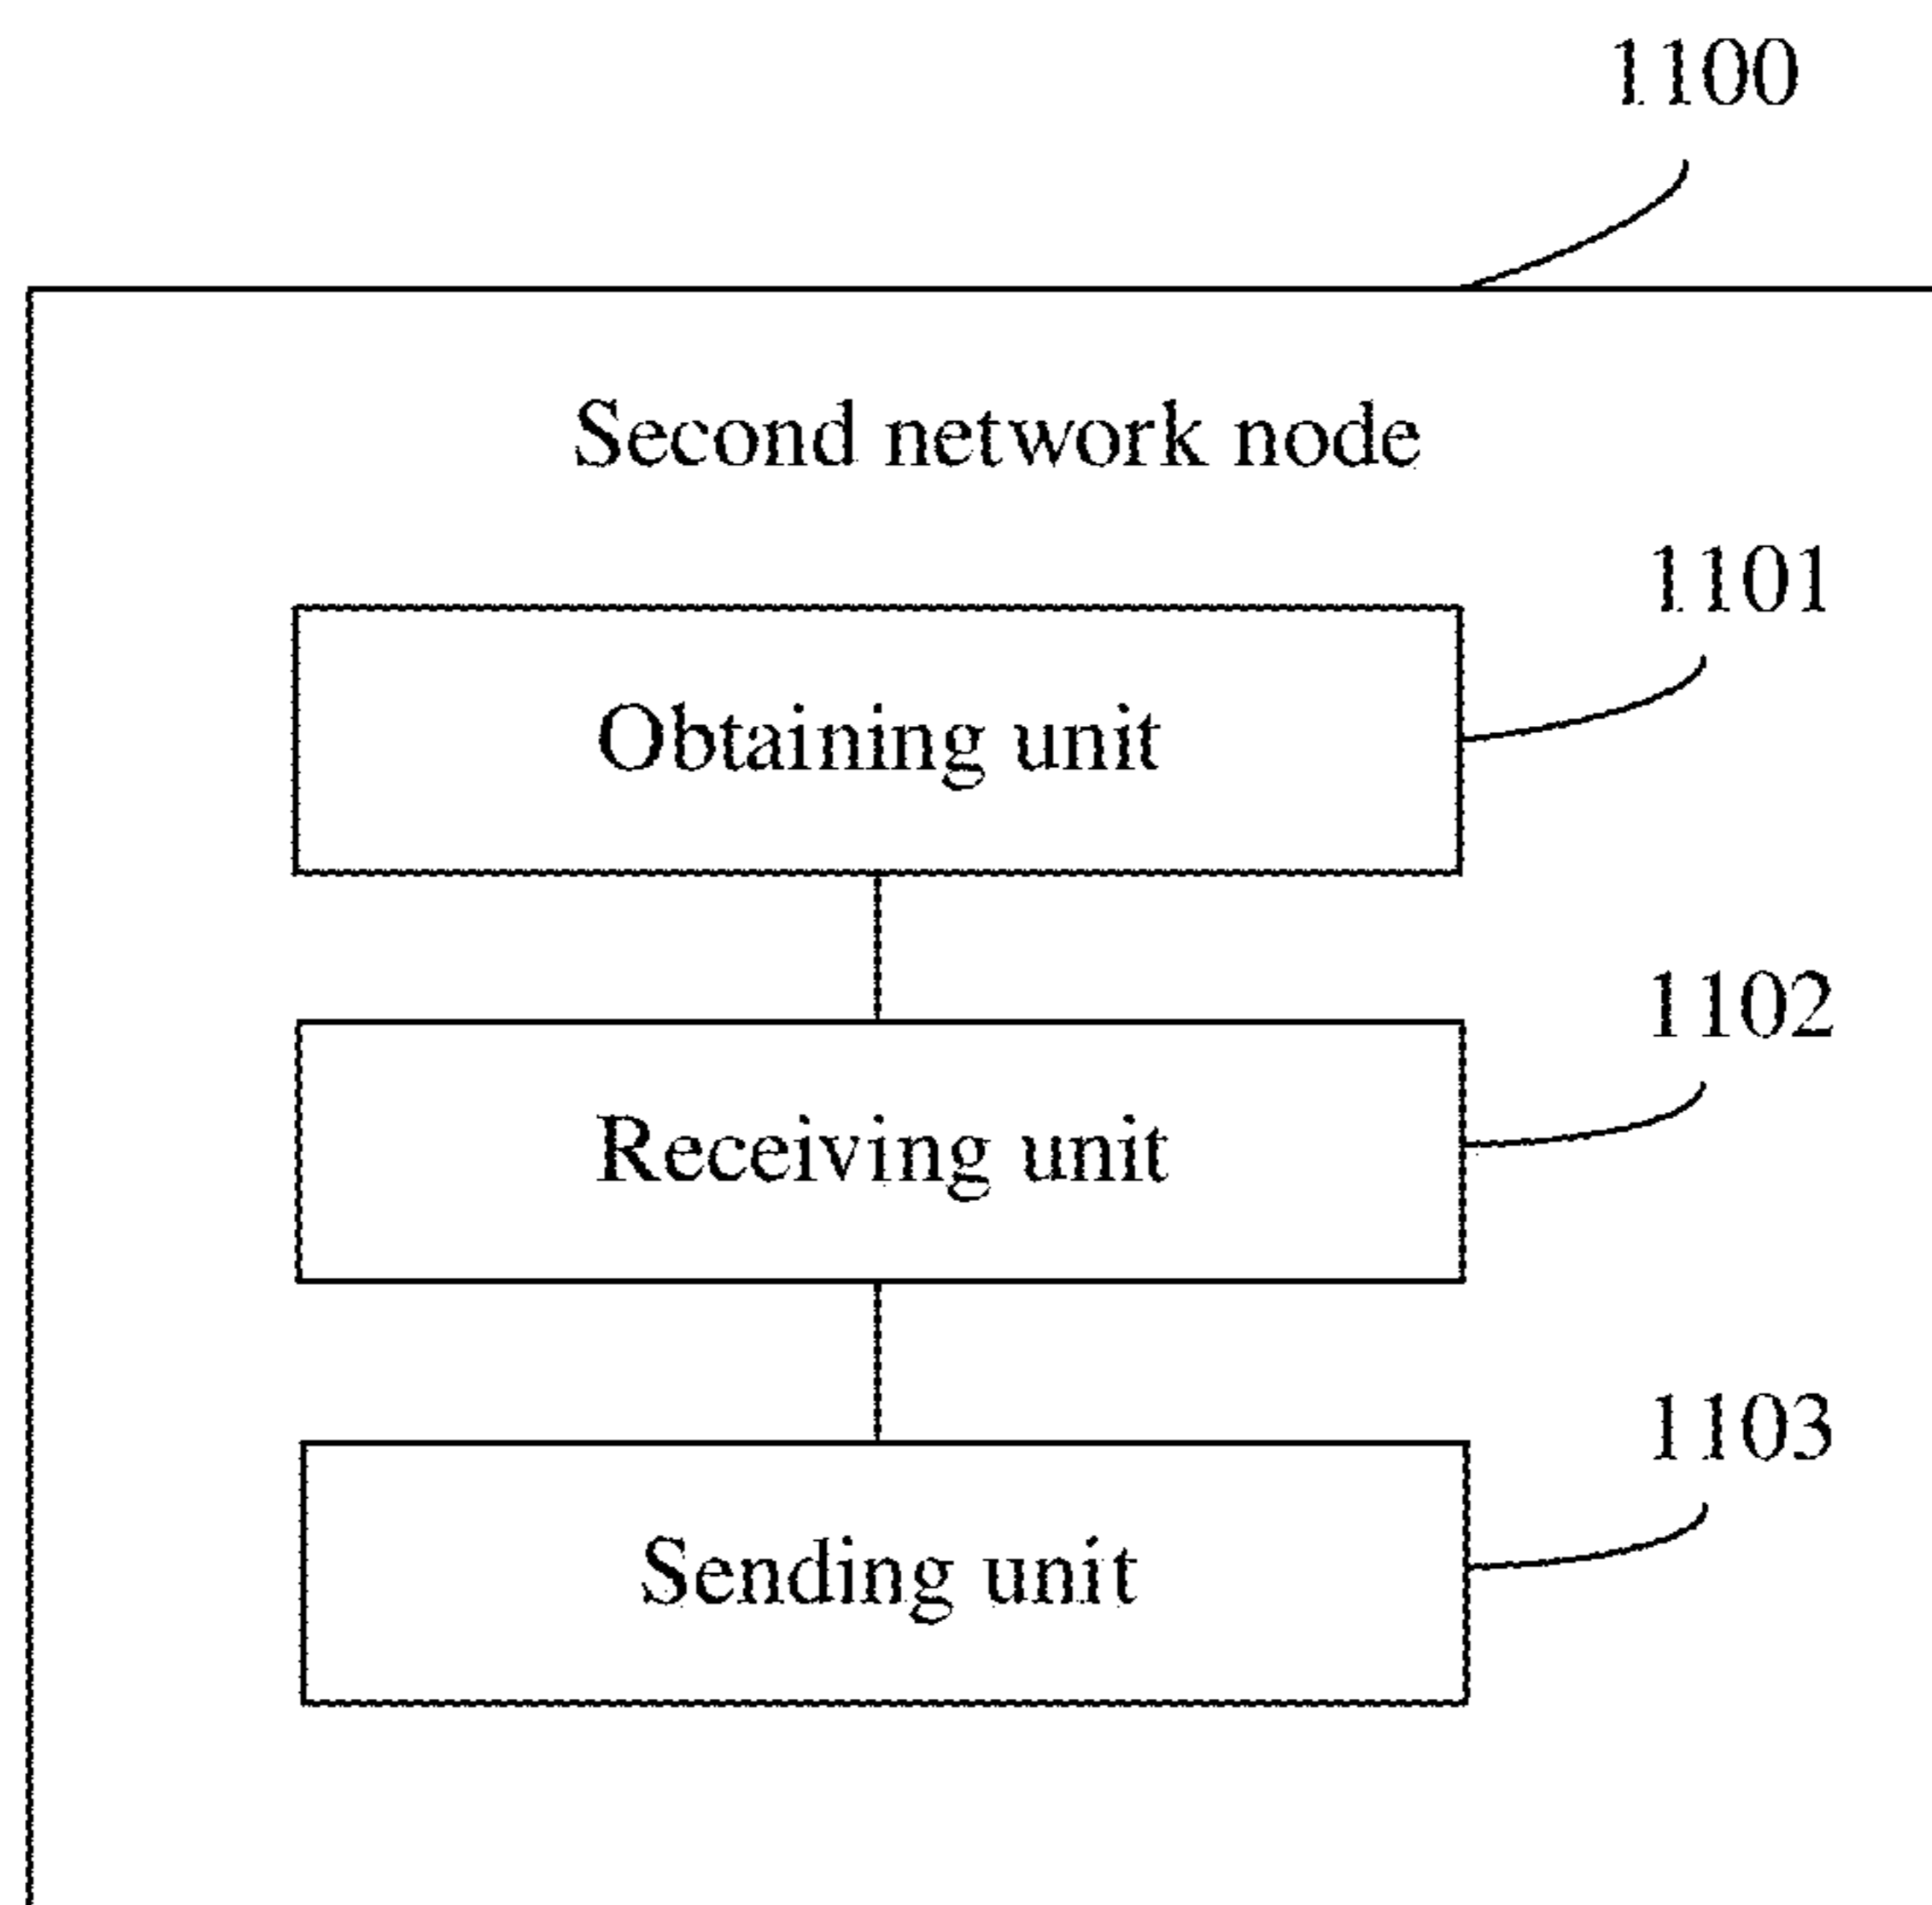 1100
Second network node
1101
Obtaining unit
1102
Receiving unit
1103
Sending unit